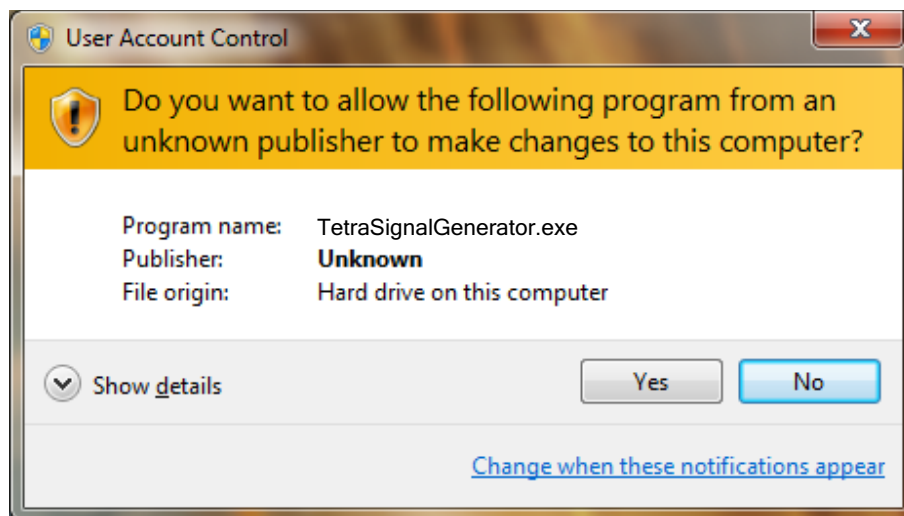 User Account Control
Do you want to allow the following program from an
unknown publisher to make changes to this computer?
Program name: TetraSignalGenerator.exe
Publisher: Unknown
File origin: Hard drive on this computer
Show details
Yes No
Change when these notifications appear